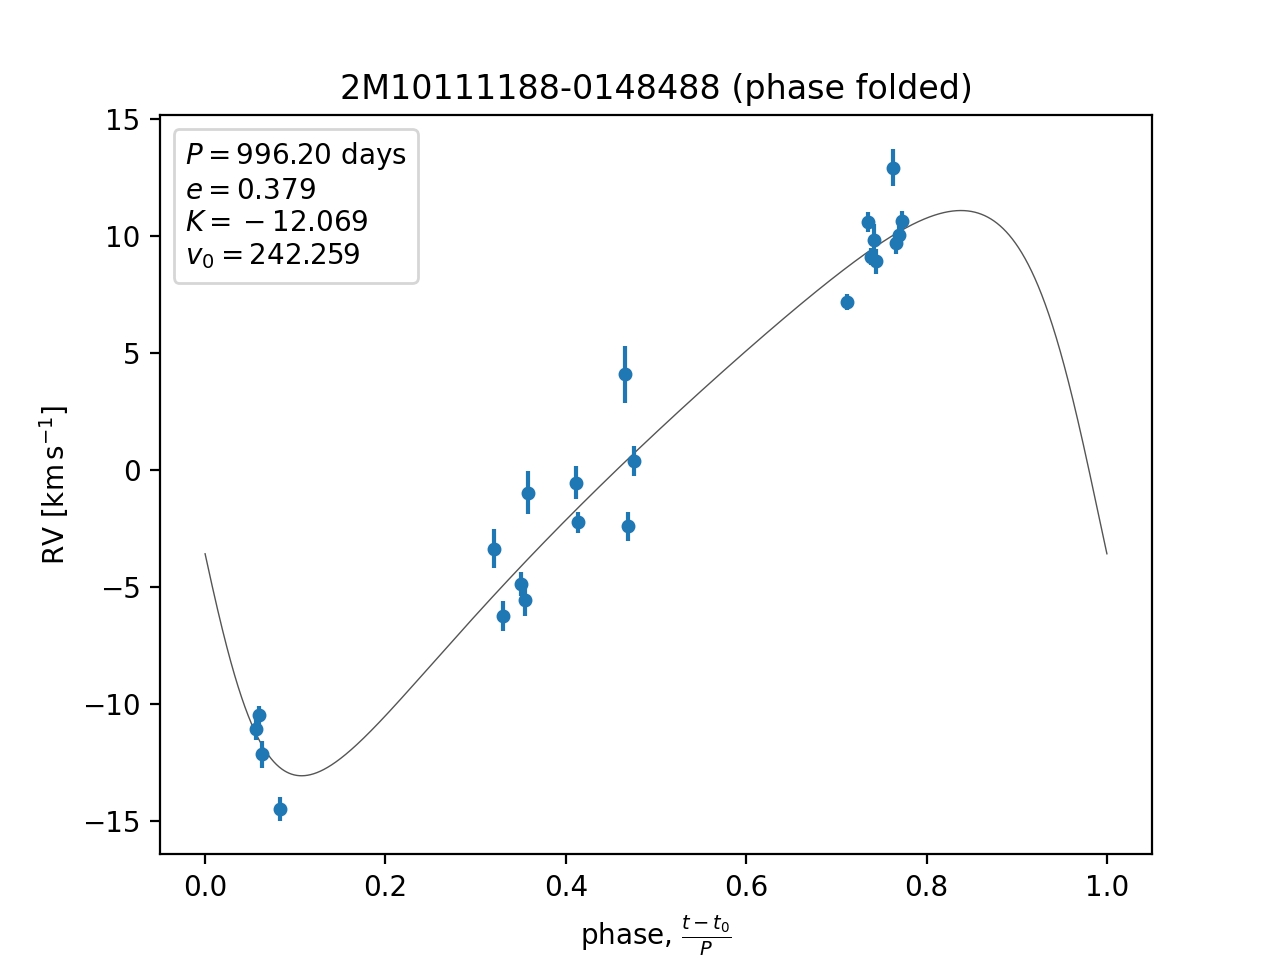 2M10111188-0148488 (phase folded)
P = 996.20 days
e = 0.379
K = −12.069
v₀ = 242.259
RV [km s⁻¹]
15
10
5
0
−5
−10
−15
0.0 0.2 0.4 0.6 0.8 1.0
phase, (t − t₀)/P